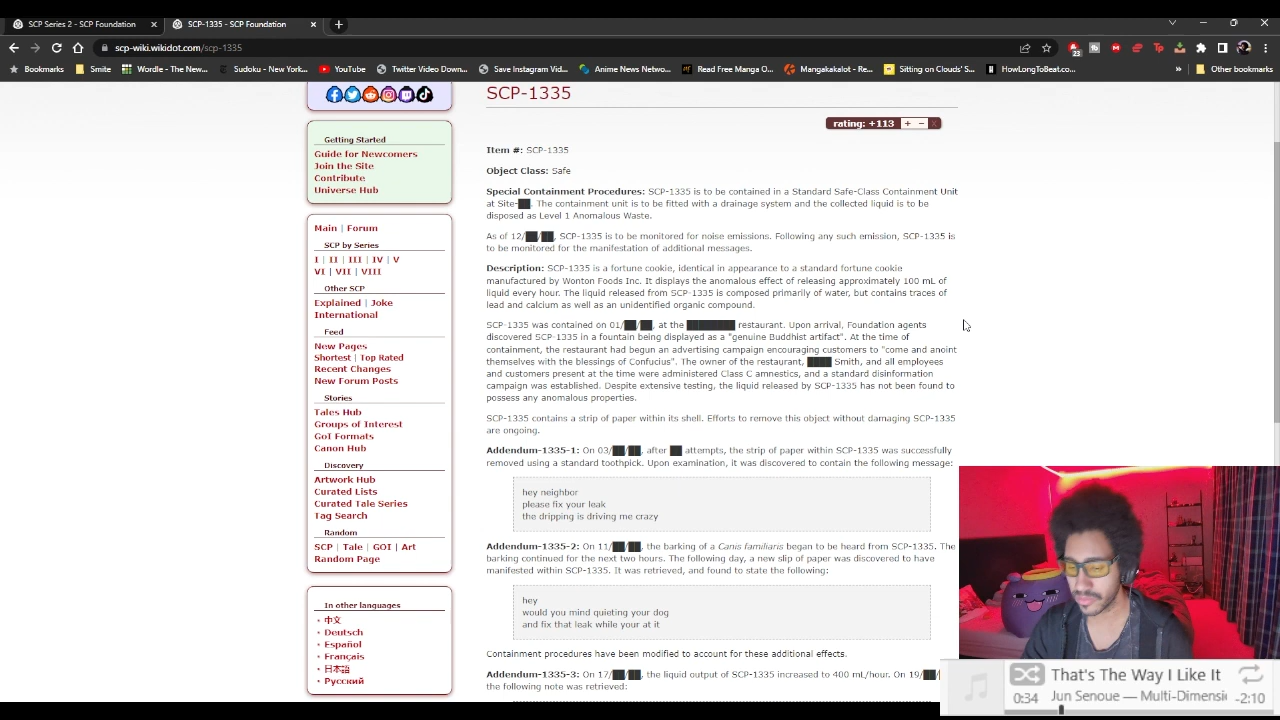 SCP Series 2 - SCP Foundation
SCP-1335 - SCP Foundation
scp-wiki.wikidot.com/scp-1335
23
Bookmarks
Smite
Wordle - The New...
Sudoku - New York...
YouTube
Twitter Video Down...
Save Instagram Vid...
Anime News Netwo...
Read Free Manga O...
Mangakakalot - Re...
Sitting on Clouds' S...
HowLongToBeat.co...
»
Other bookmarks
SCP-1335
rating: +113 + − x
Getting Started
Guide for Newcomers
Join the Site
Contribute
Universe Hub
Main | Forum
SCP by Series
I | II | III | IV | V
VI | VII | VIII
Other SCP
Explained | Joke
International
Feed
New Pages
Shortest | Top Rated
Recent Changes
New Forum Posts
Stories
Tales Hub
Groups of Interest
GoI Formats
Canon Hub
Discovery
Artwork Hub
Curated Lists
Curated Tale Series
Tag Search
Random
SCP | Tale | GOI | Art
Random Page
In other languages
中文
Deutsch
Español
Français
日本語
Русский
Item #: SCP-1335
Object Class: Safe
Special Containment Procedures: SCP-1335 is to be contained in a Standard Safe-Class Containment Unit
at Site-██. The containment unit is to be fitted with a drainage system and the collected liquid is to be
disposed as Level 1 Anomalous Waste.
As of 12/██/██, SCP-1335 is to be monitored for noise emissions. Following any such emission, SCP-1335 is
to be monitored for the manifestation of additional messages.
Description: SCP-1335 is a fortune cookie, identical in appearance to a standard fortune cookie
manufactured by Wonton Foods Inc. It displays the anomalous effect of releasing approximately 100 mL of
liquid every hour. The liquid released from SCP-1335 is composed primarily of water, but contains traces of
lead and calcium as well as an unidentified organic compound.
SCP-1335 was contained on 01/██/██, at the ████████ restaurant. Upon arrival, Foundation agents
discovered SCP-1335 in a fountain being displayed as a "genuine Buddhist artifact". At the time of
containment, the restaurant had begun an advertising campaign encouraging customers to "come and anoint
themselves with the blessings of Confucius". The owner of the restaurant, ████ Smith, and all employees
and customers present at the time were administered Class C amnestics, and a standard disinformation
campaign was established. Despite extensive testing, the liquid released by SCP-1335 has not been found to
possess any anomalous properties.
SCP-1335 contains a strip of paper within its shell. Efforts to remove this object without damaging SCP-1335
are ongoing.
Addendum-1335-1: On 03/██/██, after ██ attempts, the strip of paper within SCP-1335 was successfully
removed using a standard toothpick. Upon examination, it was discovered to contain the following message:
hey neighbor
please fix your leak
the dripping is driving me crazy
Addendum-1335-2: On 11/██/██, the barking of a Canis familiaris began to be heard from SCP-1335. The
barking continued for the next two hours. The following day, a new slip of paper was discovered to have
manifested within SCP-1335. It was retrieved, and found to state the following:
hey
would you mind quieting your dog
and fix that leak while your at it
Containment procedures have been modified to account for these additional effects.
Addendum-1335-3: On 17/██/██, the liquid output of SCP-1335 increased to 400 mL/hour. On 19/██/
the following note was retrieved:
That's The Way I Like It
0:34 Jun Senoue — Multi-Dimensi -2:10